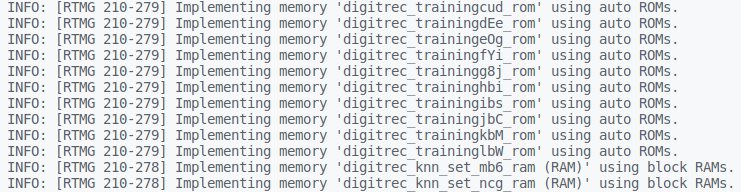 INFO: [RTMG 210-279] Implementing memory 'digitrec_trainingcud_rom' using auto ROMs.
INFO: [RTMG 210-279] Implementing memory 'digitrec_trainingdEe_rom' using auto ROMs.
INFO: [RTMG 210-279] Implementing memory 'digitrec_trainingeOg_rom' using auto ROMs.
INFO: [RTMG 210-279] Implementing memory 'digitrec_trainingfYi_rom' using auto ROMs.
INFO: [RTMG 210-279] Implementing memory 'digitrec_trainingg8j_rom' using auto ROMs.
INFO: [RTMG 210-279] Implementing memory 'digitrec_traininghbi_rom' using auto ROMs.
INFO: [RTMG 210-279] Implementing memory 'digitrec_trainingibs_rom' using auto ROMs.
INFO: [RTMG 210-279] Implementing memory 'digitrec_trainingjbC_rom' using auto ROMs.
INFO: [RTMG 210-279] Implementing memory 'digitrec_trainingkbM_rom' using auto ROMs.
INFO: [RTMG 210-279] Implementing memory 'digitrec_traininglbW_rom' using auto ROMs.
INFO: [RTMG 210-278] Implementing memory 'digitrec_knn_set_mb6_ram (RAM)' using block RAMs.
INFO: [RTMG 210-278] Implementing memory 'digitrec_knn_set_ncg_ram (RAM)' using block RAMs.